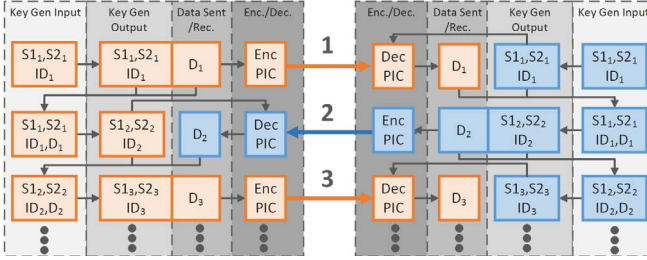 Key Gen Input
Key Gen
Output
Data Sent
/Rec.
Enc./Dec.
Enc./Dec.
Data Sent
/Rec.
Key Gen
Output
Key Gen Input
S1₁,S2₁
ID₁
S1₁,S2₁
ID₁
D₁
Enc
PIC
1
Dec
PIC
D₁
S1₁,S2₁
ID₁
S1₁,S2₁
ID₁
S1₁,S2₁
ID₁,D₁
S1₂,S2₂
ID₂
D₂
Dec
PIC
2
Enc
PIC
D₂
S1₂,S2₂
ID₂
S1₁,S2₁
ID₁,D₁
S1₂,S2₂
ID₂,D₂
S1₃,S2₃
ID₃
D₃
Enc
PIC
3
Dec
PIC
D₃
S1₃,S2₃
ID₃
S1₂,S2₂
ID₂,D₂